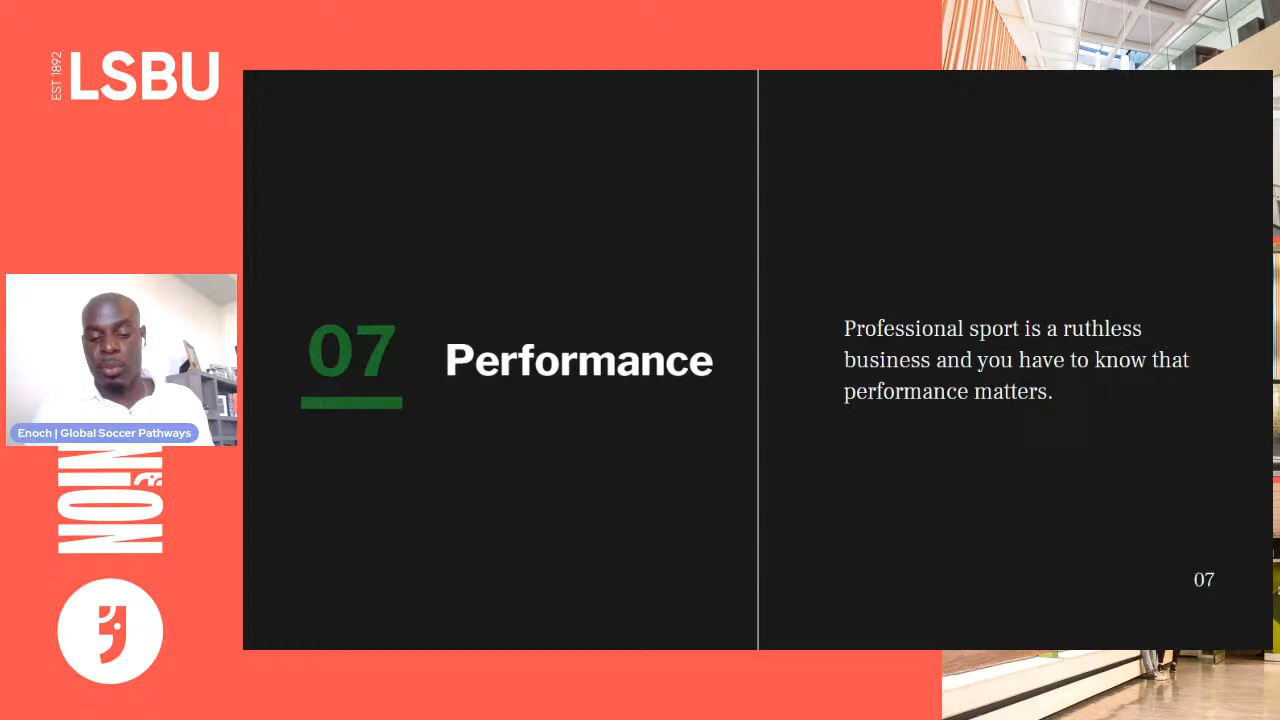 EST 1892
LSBU
07
Performance
Professional sport is a ruthless
business and you have to know that
performance matters.
Enoch | Global Soccer Pathways
07